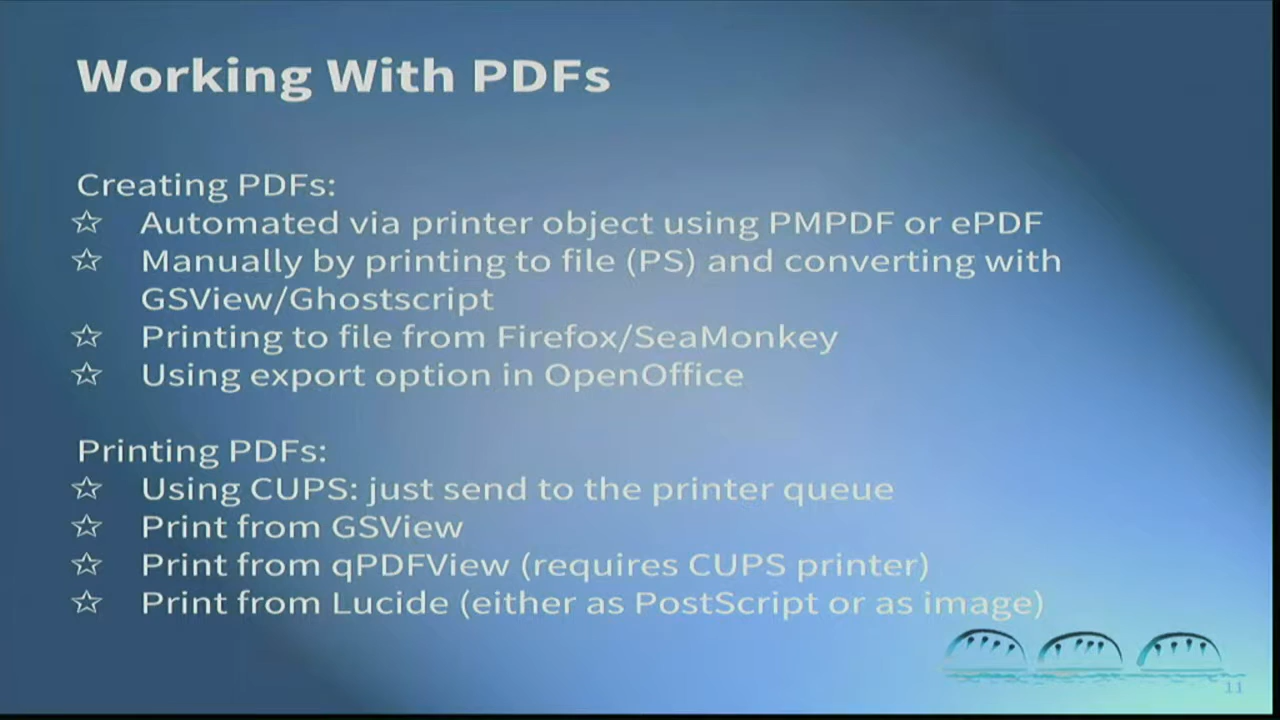 Working With PDFs
Creating PDFs:
☆ Automated via printer object using PMPDF or ePDF
☆ Manually by printing to file (PS) and converting with
GSView/Ghostscript
☆ Printing to file from Firefox/SeaMonkey
☆ Using export option in OpenOffice
Printing PDFs:
☆ Using CUPS: just send to the printer queue
☆ Print from GSView
☆ Print from qPDFView (requires CUPS printer)
☆ Print from Lucide (either as PostScript or as image)
11